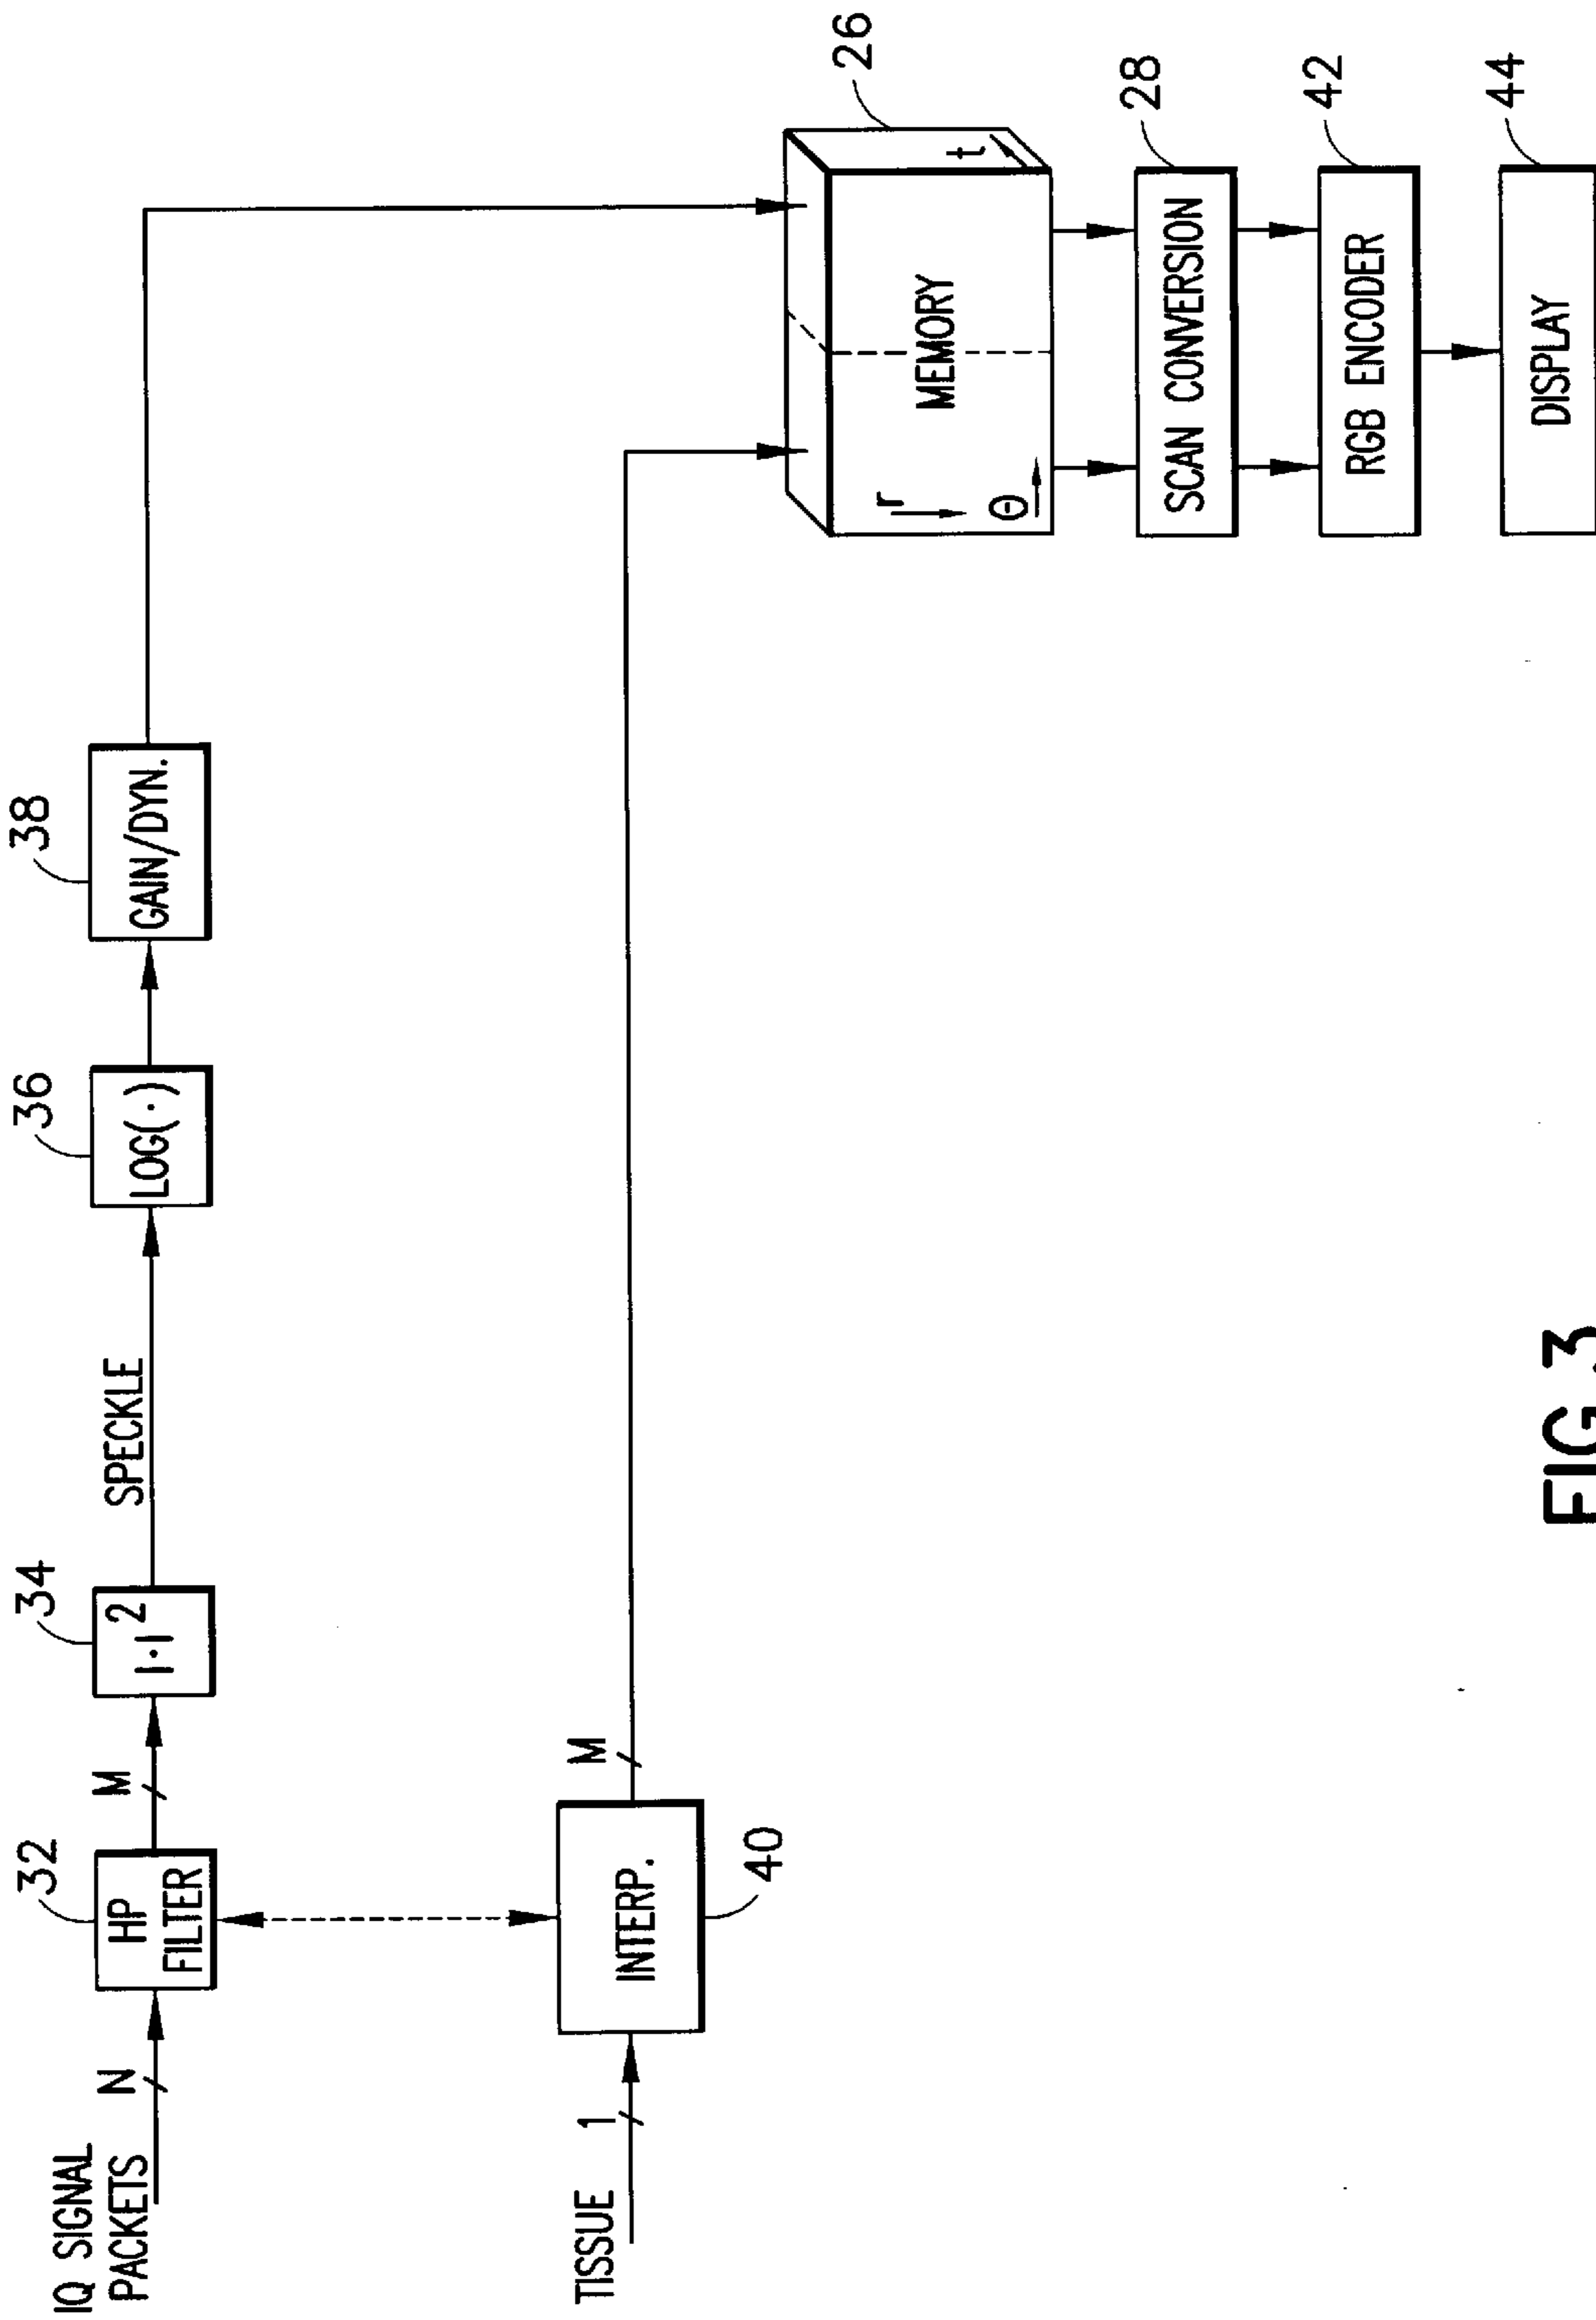 IQ SIGNAL
PACKETS
N
32
HP
FILTER
M
34
|·|²
SPECKLE
36
LOG(·)
38
GAIN/DYN.
TISSUE
1
INTERP.
40
M
26
MEMORY
r
Θ
t
SCAN CONVERSION
28
RGB ENCODER
42
DISPLAY
44
FIG.3